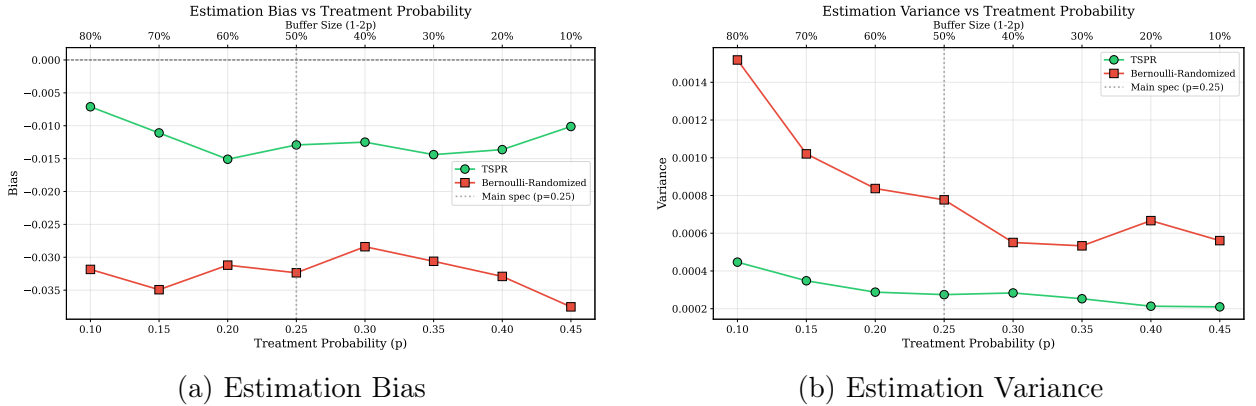 Estimation Bias vs Treatment Probability
Buffer Size (1-2p)
80% 70% 60% 50% 40% 30% 20% 10%
0.000
−0.005
−0.010
−0.015
−0.020
−0.025
−0.030
−0.035
Bias
TSPR
Bernoulli-Randomized
Main spec (p=0.25)
0.10 0.15 0.20 0.25 0.30 0.35 0.40 0.45
Treatment Probability (p)
(a) Estimation Bias
Estimation Variance vs Treatment Probability
Buffer Size (1-2p)
80% 70% 60% 50% 40% 30% 20% 10%
0.0014
0.0012
0.0010
0.0008
0.0006
0.0004
0.0002
Variance
TSPR
Bernoulli-Randomized
Main spec (p=0.25)
0.10 0.15 0.20 0.25 0.30 0.35 0.40 0.45
Treatment Probability (p)
(b) Estimation Variance